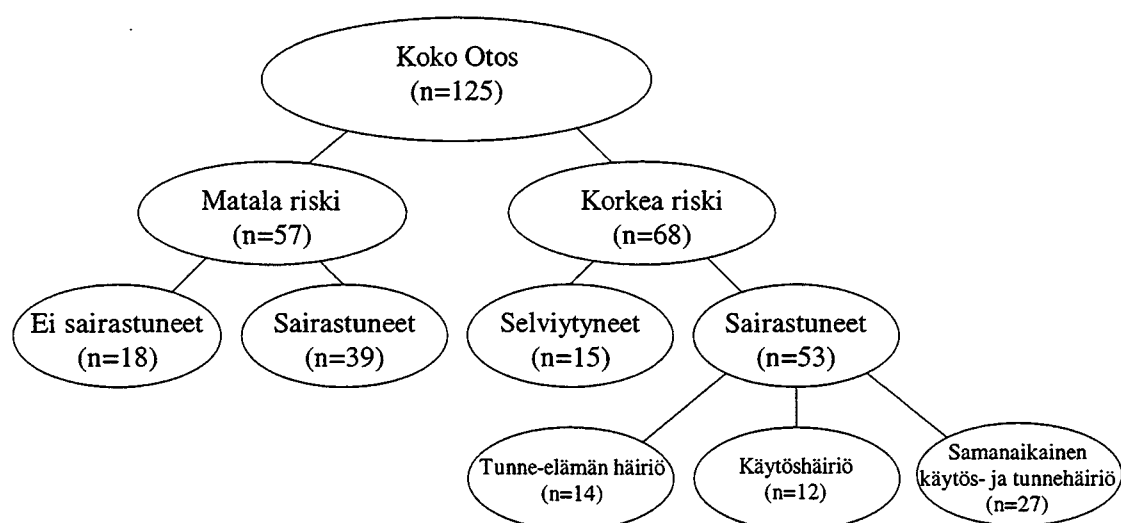 Koko Otos
(n=125)
Matala riski
(n=57)
Korkea riski
(n=68)
Ei sairastuneet
(n=18)
Sairastuneet
(n=39)
Selviytyneet
(n=15)
Sairastuneet
(n=53)
Tunne-elämän häiriö
(n=14)
Käytöshäiriö
(n=12)
Samanaikainen
käytös- ja tunnehäiriö
(n=27)